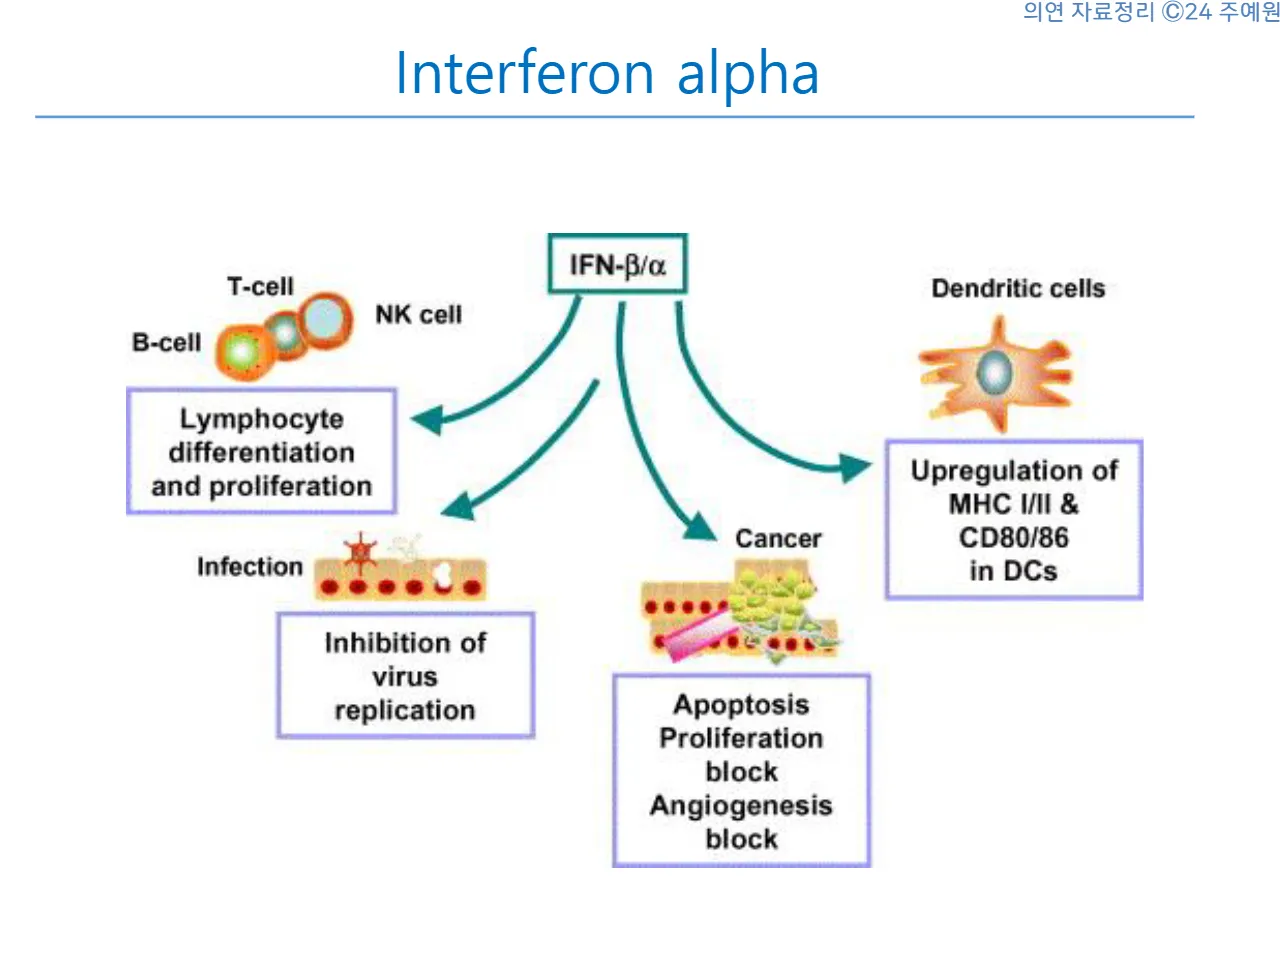 의연 자료정리 ©24 주예원
Interferon alpha
IFN-β/α
T-cell
NK cell
B-cell
Lymphocyte
differentiation
and proliferation
Dendritic cells
Upregulation of
MHC I/II &
CD80/86
in DCs
Infection
Inhibition of
virus
replication
Cancer
Apoptosis
Proliferation
block
Angiogenesis
block